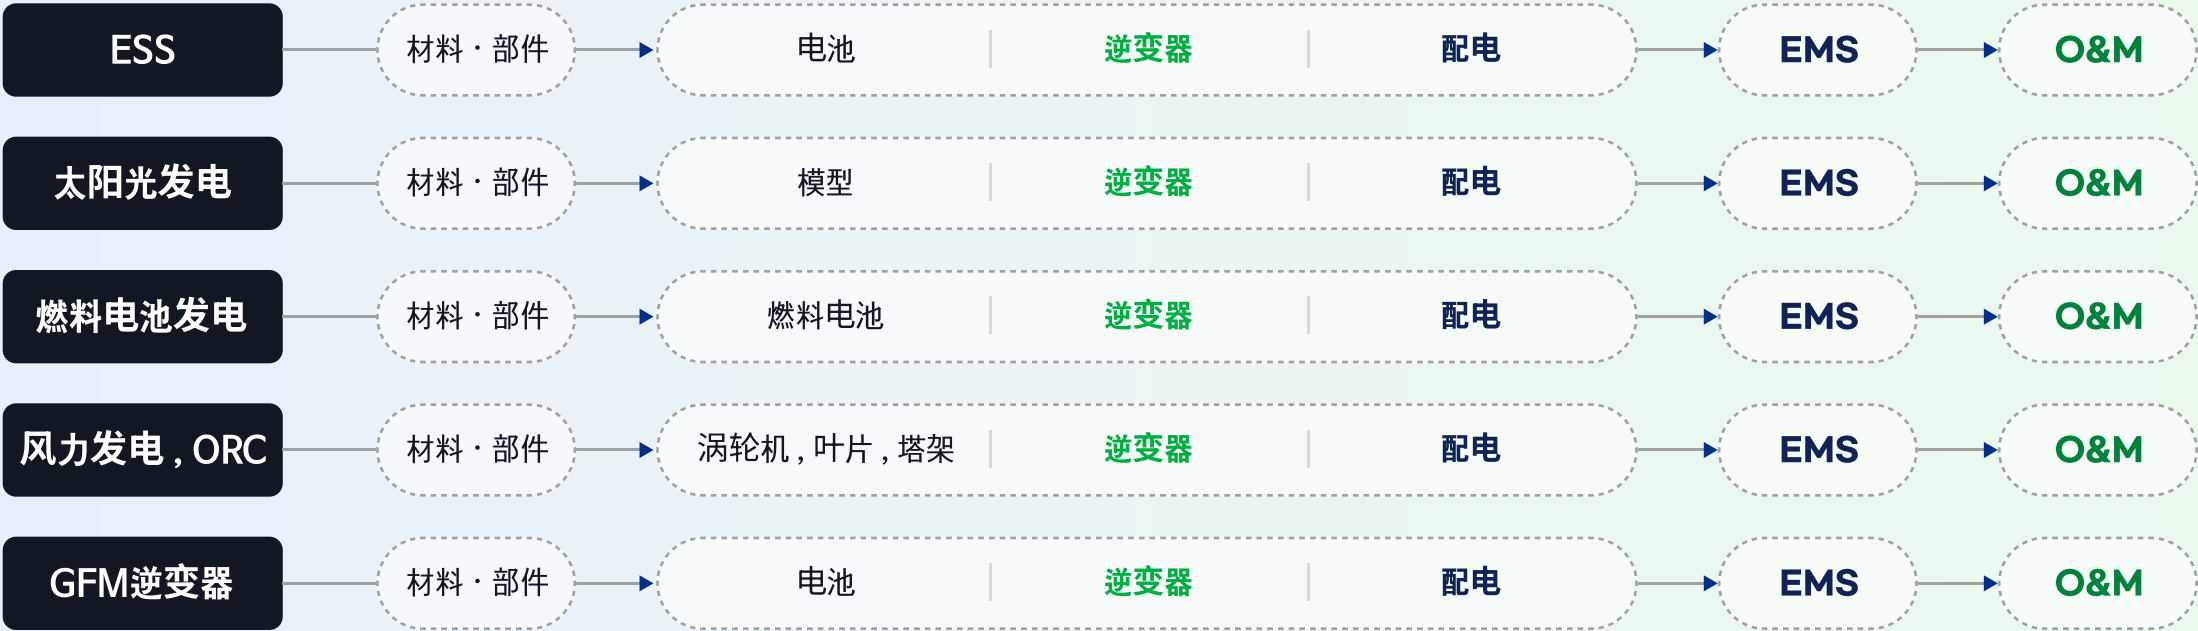 ESS 材料 · 部件 电池 逆变器 配电 EMS O&M
太阳光发电 材料 · 部件 模型 逆变器 配电 EMS O&M
燃料电池发电 材料 · 部件 燃料电池 逆变器 配电 EMS O&M
风力发电 , ORC 材料 · 部件 涡轮机 , 叶片 , 塔架 逆变器 配电 EMS O&M
GFM逆变器 材料 · 部件 电池 逆变器 配电 EMS O&M